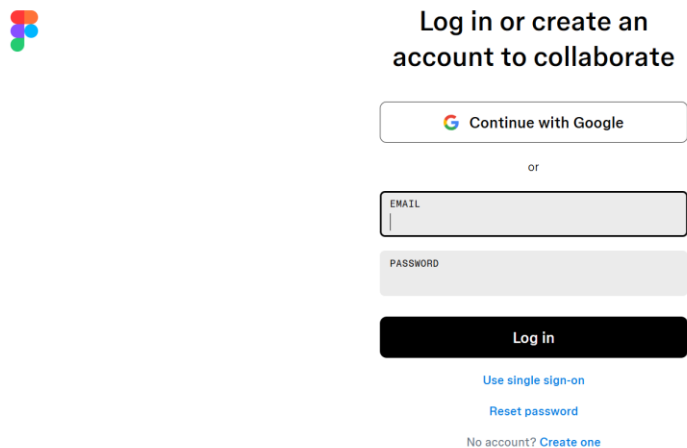 Log in or create an
account to collaborate
Continue with Google
or
EMAIL
PASSWORD
Log in
Use single sign-on
Reset password
No account? Create one